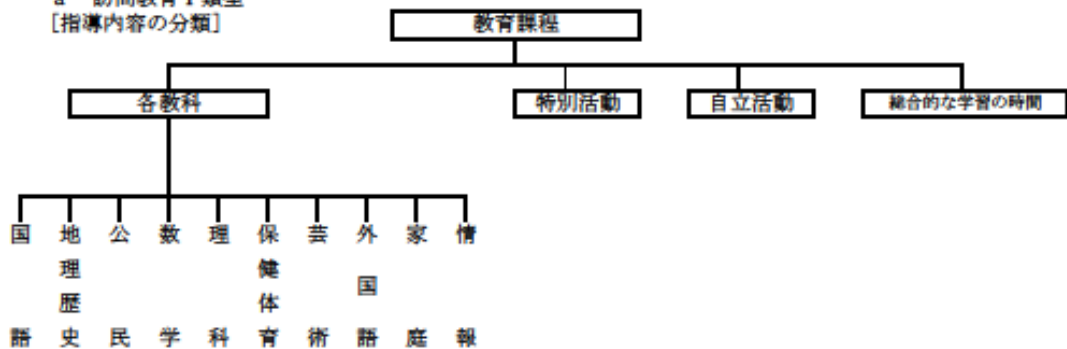 a 訪問教育Ⅰ類型
[指導内容の分類]
教育課程
各教科
特別活動
自立活動
総合的な学習の時間
国語
地理歴史
公民
数学
理科
保健体育
芸術
外国語
家庭
情報